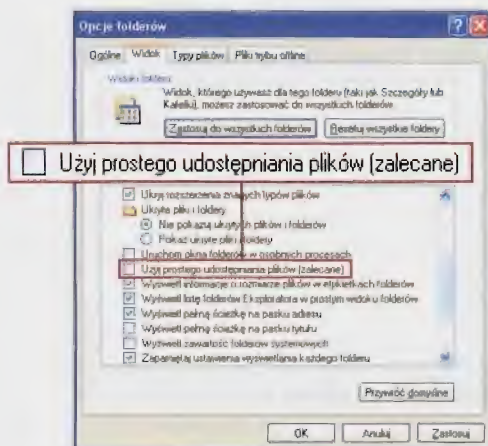 Opcje folderów
Ogólne Widok Typy plików Pliki trybu offline
Widoki folderu
Widok, którego używasz dla tego folderu (taki jak Szczegóły lub
Kafelki), możesz zastosować do wszystkich folderów.
Zastosuj do wszystkich folderów Resetuj wszystkie foldery
Użyj prostego udostępniania plików (zalecane)
Ukryj rozszerzenia znanych typów plików
Ukryte pliki i foldery
Nie pokazuj ukrytych plików i folderów
Pokaż ukryte pliki i foldery
Uruchom okna folderów w osobnych procesach
Użyj prostego udostępniania plików (zalecane)
Wyświetl informacje o rozmiarze plików w etykietkach folderów
Wyświetl listę folderów Eksploratora w prostym widoku folderów
Wyświetl pełną ścieżkę na pasku adresu
Wyświetl pełną ścieżkę na pasku tytułu
Wyświetl zawartość folderów systemowych
Zapamiętaj ustawienia wyświetlania każdego folderu
Przywróć domyślne
OK Anuluj Zastosuj